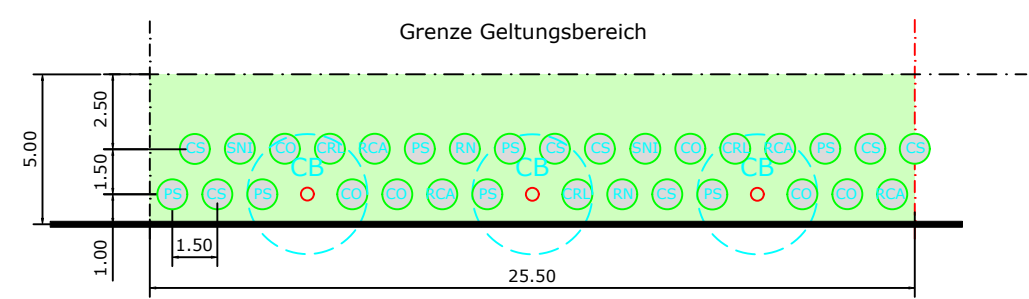 Grenze Geltungsbereich
2.50
5.00
1.50
CS SNI CO CRL RCA PS RN PS CS CS SNI CO CRL RCA PS CS CS
CB CB CB
PS CS PS CO CO RCA PS CRL RN CS PS CO CO RCA
1.00
1.50
25.50